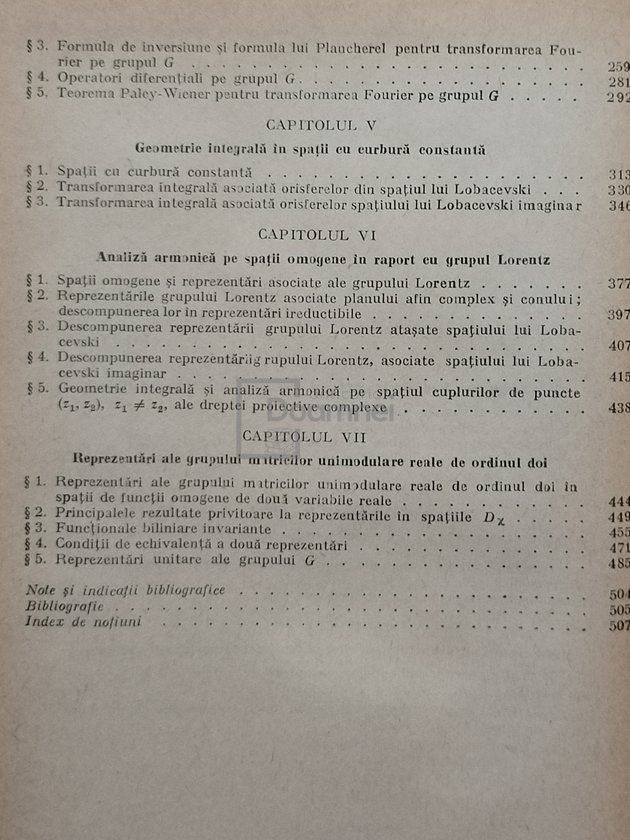 § 3. Formula de inversiune și formula lui Plancherel pentru transformarea Fou-
rier pe grupul G . . . . . . . . . . . . . . . . . . . . . 259
§ 4. Operatori diferențiali pe grupul G . . . . . . . . . . . . . . . 281
§ 5. Teorema Paley-Wiener pentru transformarea Fourier pe grupul G . . . . . 292
CAPITOLUL V
Geometrie integrală în spații cu curbură constantă
§ 1. Spații cu curbură constantă . . . . . . . . . . . . . . . . . 313
§ 2. Transformarea integrală asociată orisferelor din spațiul lui Lobacevski . . . 330
§ 3. Transformarea integrală asociată orisferelor spațiului lui Lobacevski imaginar 346
CAPITOLUL VI
Analiză armonică pe spații omogene în raport cu grupul Lorentz
§ 1. Spații omogene și reprezentări asociate ale grupului Lorentz . . . . . . . 377
§ 2. Reprezentările grupului Lorentz asociate planului afin complex și conului;
descompunerea lor în reprezentări ireductibile . . . . . . . . . . . 397
§ 3. Descompunerea reprezentării grupului Lorentz atașate spațiului lui Loba-
cevski . . . . . . . . . . . . . . . . . . . . . . . . . 407
§ 4. Descompunerea reprezentăriig rupului Lorentz, asociate spațiului lui Loba-
cevski imaginar . . . . . . . . . . . . . . . . . . . . . . 415
§ 5. Geometrie integrală și analiză armonică pe spațiul cuplurilor de puncte
(z₁, z₂), z₁ ≠ z₂, ale dreptei proiective complexe . . . . . . . . . . 438
CAPITOLUL VII
Reprezentări ale grupului matricilor unimodulare reale de ordinul doi
§ 1. Reprezentări ale grupului matricilor unimodulare reale de ordinul doi în
spații de funcții omogene de două variabile reale . . . . . . . . . . 444
§ 2. Principalele rezultate privitoare la reprezentările în spațiile Dχ . . . . . 449
§ 3. Funcționale biliniare invariante . . . . . . . . . . . . . . . . 455
§ 4. Condiții de echivalență a două reprezentări . . . . . . . . . . . . 471
§ 5. Reprezentări unitare ale grupului G . . . . . . . . . . . . . . 485
Note și indicații bibliografice . . . . . . . . . . . . . . . . . . 504
Bibliografie . . . . . . . . . . . . . . . . . . . . . . . . . 505
Index de noțiuni . . . . . . . . . . . . . . . . . . . . . . . 507